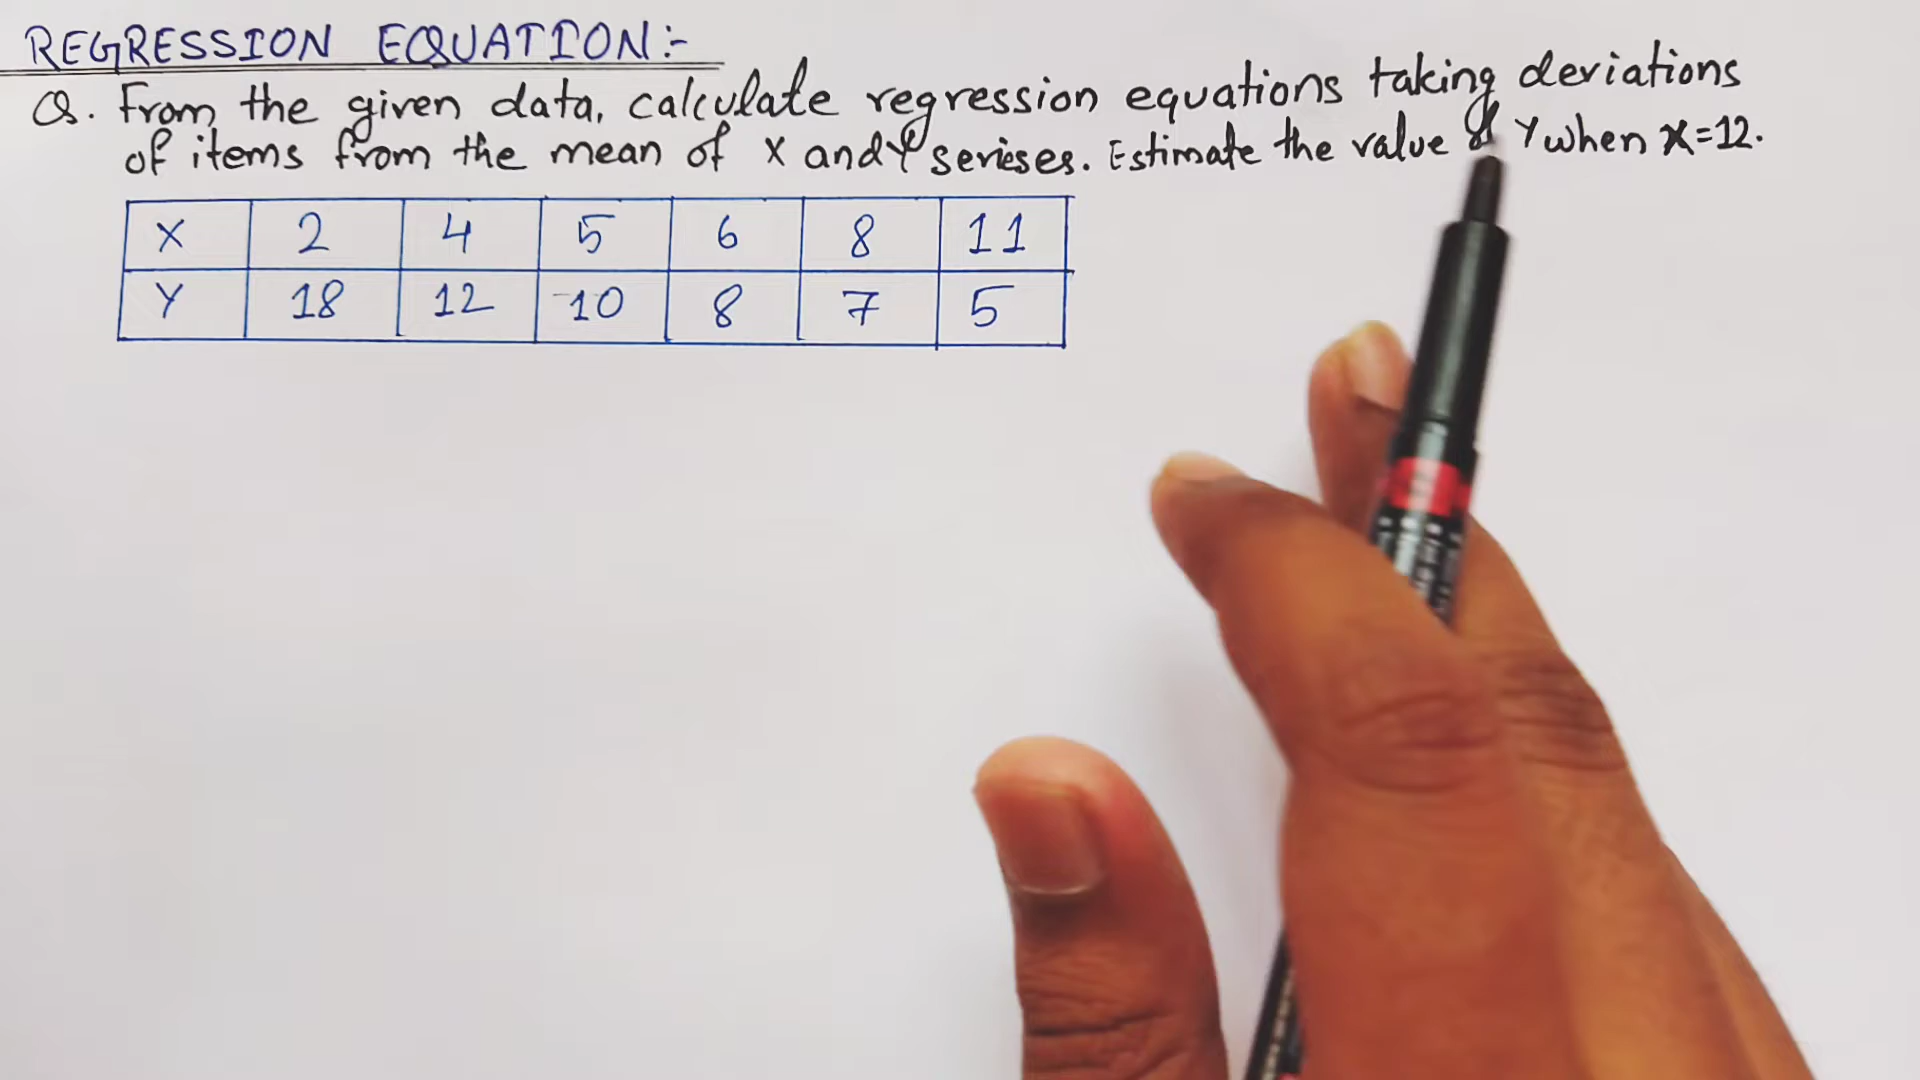 REGRESSION EQUATION:-
Q. From the given data, calculate regression equations taking deviations
of items from the mean of X and Y serieses. Estimate the value of Y when X=12.
X 2 4 5 6 8 11
Y 18 12 10 8 7 5